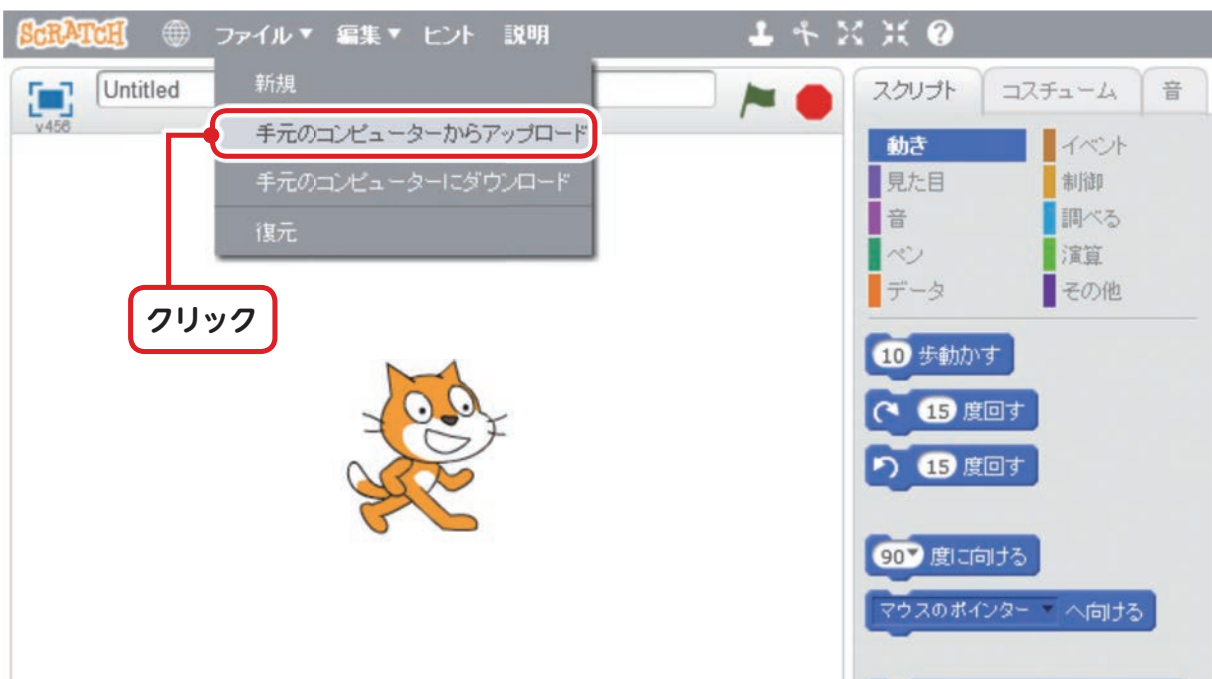 SCRATCH ファイル▼ 編集▼ ヒント 説明
Untitled
v456
新規
手元のコンピューターからアップロード
手元のコンピューターにダウンロード
復元
クリック
スクリプト コスチューム 音
動き イベント
見た目 制御
音 調べる
ペン 演算
データ その他
10 歩動かす
15 度回す
15 度回す
90▼ 度に向ける
マウスのポインター ▼ へ向ける